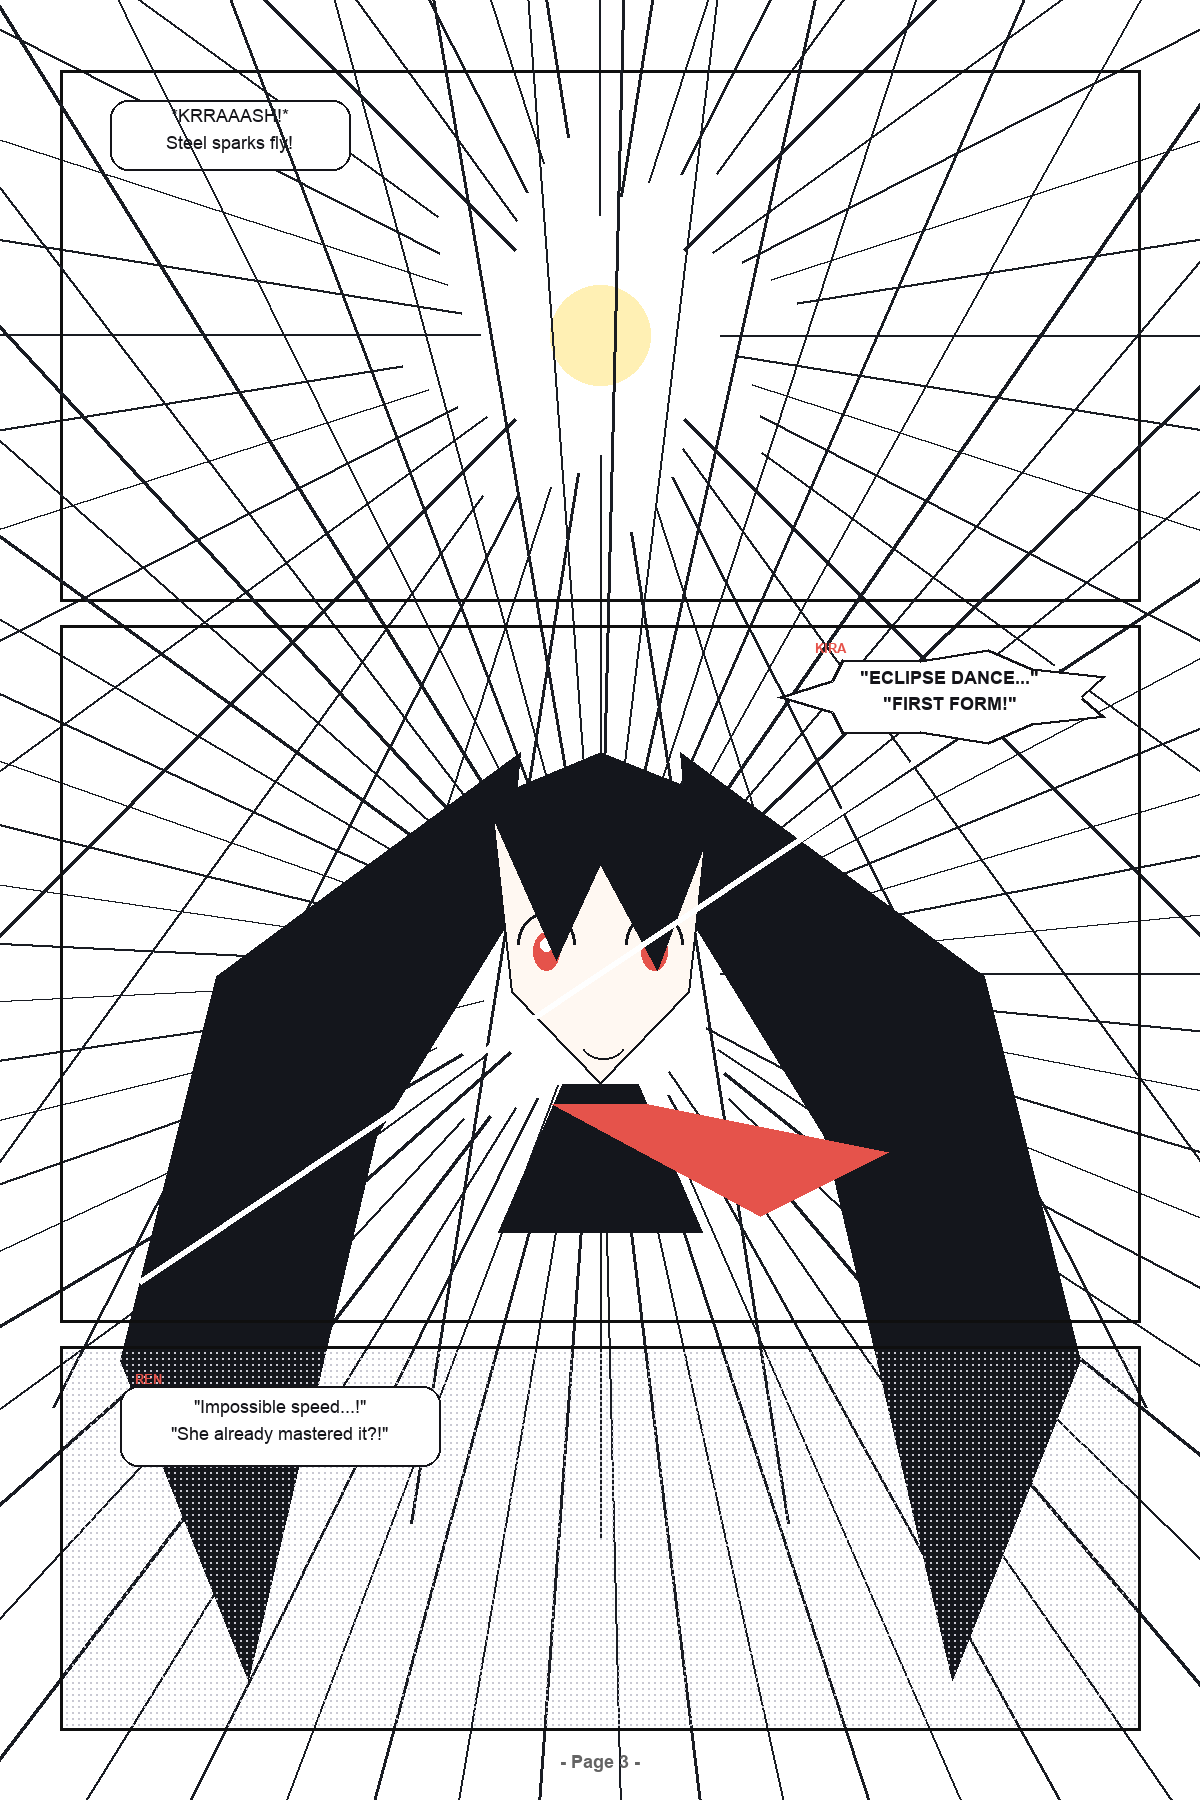 *KRRAAASH!*
Steel sparks fly!
KIRA
"ECLIPSE DANCE..."
"FIRST FORM!"
REN
"Impossible speed...!"
"She already mastered it?!"
- Page 3 -